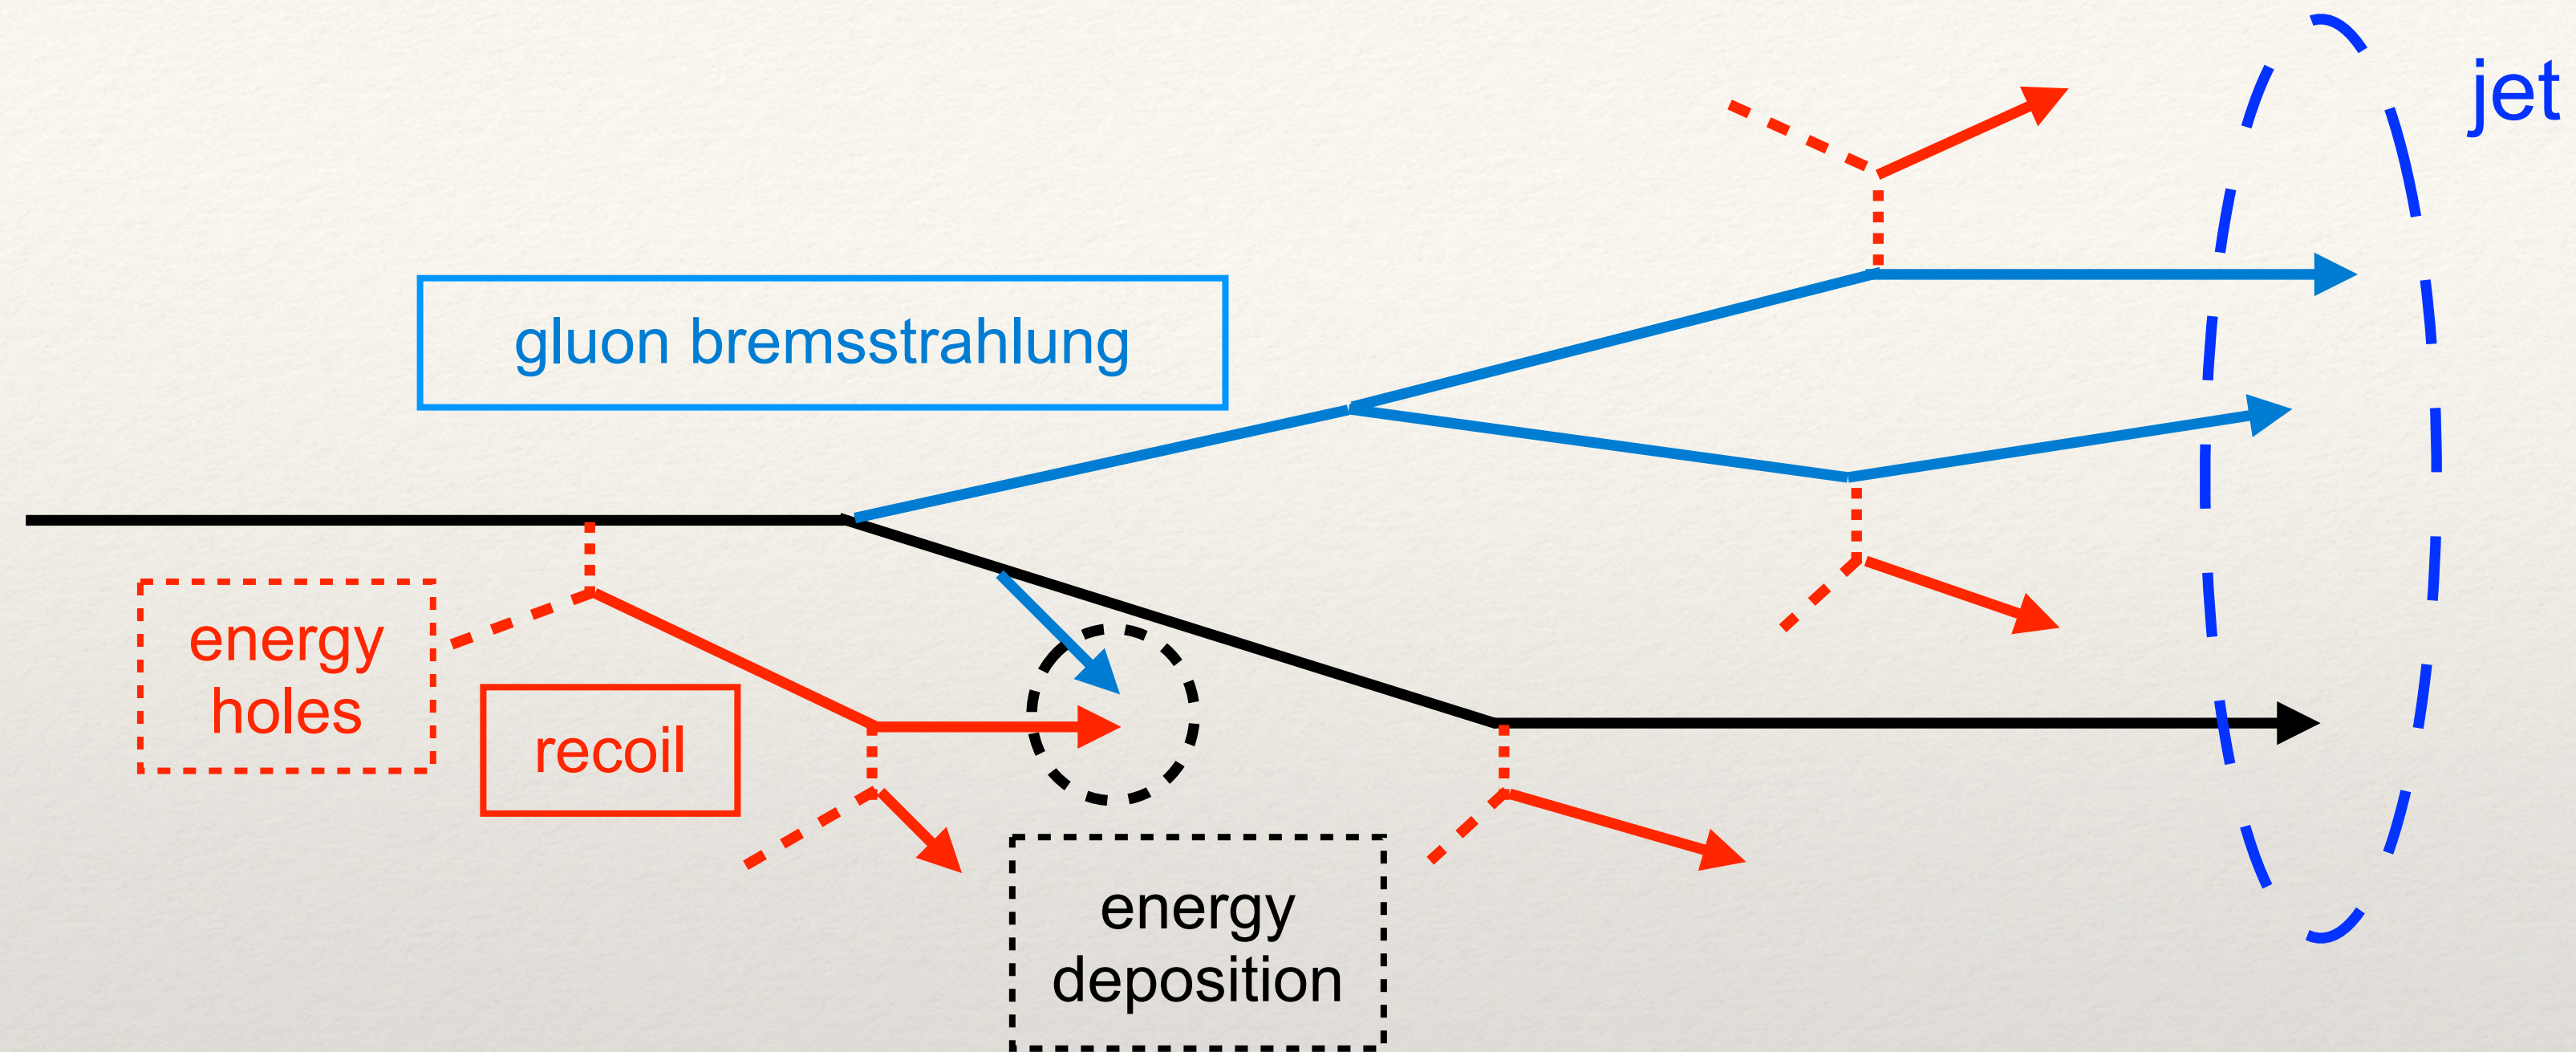 jet
gluon bremsstrahlung
energy
holes
recoil
energy
deposition